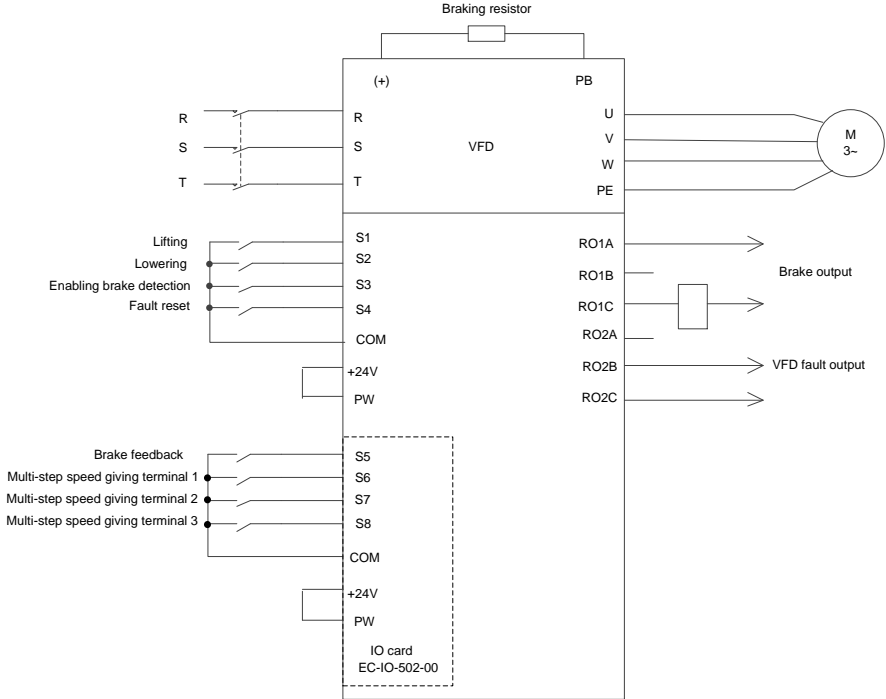 Braking resistor
(+)
PB
R
R
U
S
S
VFD
V
M
3~
T
T
W
PE
Lifting
S1
RO1A
Lowering
S2
Enabling brake detection
S3
RO1B
Brake output
Fault reset
S4
RO1C
COM
RO2A
+24V
RO2B
VFD fault output
PW
RO2C
Brake feedback
S5
Multi-step speed giving terminal 1
S6
Multi-step speed giving terminal 2
S7
Multi-step speed giving terminal 3
S8
COM
+24V
PW
IO card
EC-IO-502-00